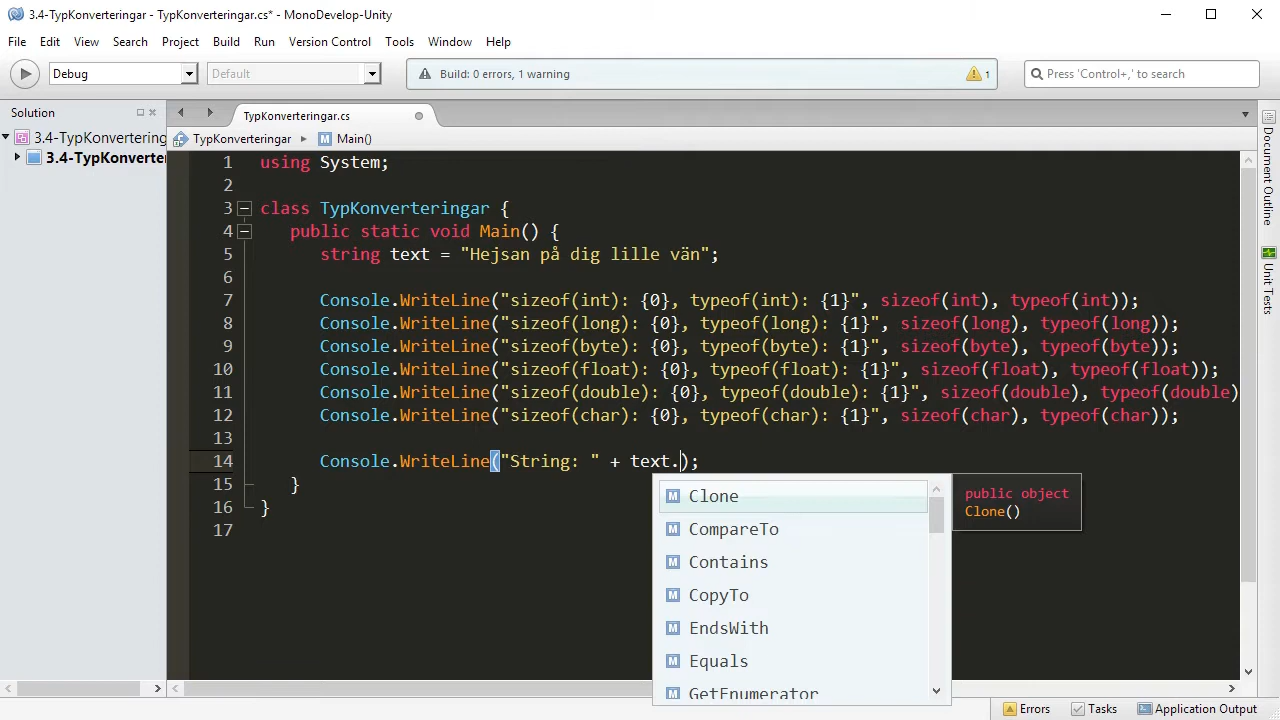 3.4-TypKonverteringar - TypKonverteringar.cs* - MonoDevelop-Unity
File Edit View Search Project Build Run Version Control Tools Window Help
Debug Default Build: 0 errors, 1 warning 1 Press 'Control+,' to search
Solution TypKonverteringar.cs
3.4-TypKonvertering TypKonverteringar M Main()
3.4-TypKonverter
1 using System;
2
3 class TypKonverteringar {
4 public static void Main() {
5 string text = "Hejsan på dig lille vän";
6
7 Console.WriteLine("sizeof(int): {0}, typeof(int): {1}", sizeof(int), typeof(int));
8 Console.WriteLine("sizeof(long): {0}, typeof(long): {1}", sizeof(long), typeof(long));
9 Console.WriteLine("sizeof(byte): {0}, typeof(byte): {1}", sizeof(byte), typeof(byte));
10 Console.WriteLine("sizeof(float): {0}, typeof(float): {1}", sizeof(float), typeof(float));
11 Console.WriteLine("sizeof(double): {0}, typeof(double): {1}", sizeof(double), typeof(double)
12 Console.WriteLine("sizeof(char): {0}, typeof(char): {1}", sizeof(char), typeof(char));
13
14 Console.WriteLine("String: " + text.);
15 }
16 }
17
M Clone
M CompareTo
M Contains
M CopyTo
M EndsWith
M Equals
M GetEnumerator
public object
Clone()
Document Outline
Unit Tests
Errors Tasks Application Output